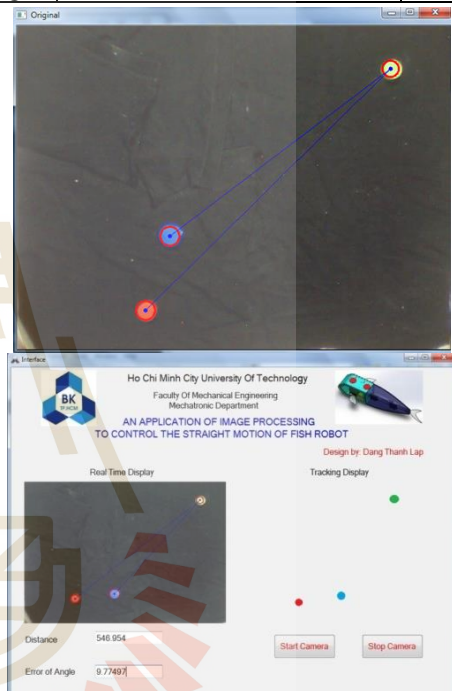 Original
Interface
BK
TP.HCM
Ho Chi Minh City University Of Technology
Faculty Of Mechanical Engineering
Mechatronic Department
AN APPLICATION OF IMAGE PROCESSING
TO CONTROL THE STRAIGHT MOTION OF FISH ROBOT
Design by: Dang Thanh Lap
Real Time Display
Tracking Display
Distance
546.954
Start Camera
Stop Camera
Error of Angle
9.77497